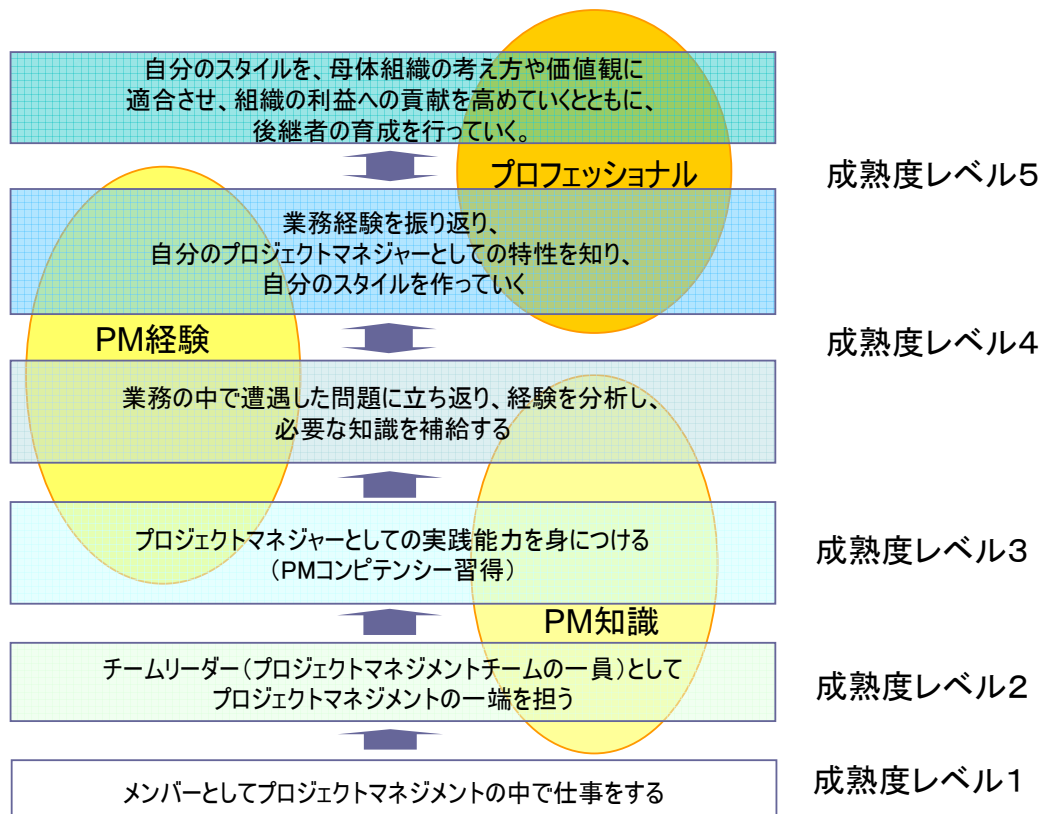 自分のスタイルを、母体組織の考え方や価値観に
適合させ、組織の利益への貢献を高めていくとともに、
後継者の育成を行っていく。
プロフェッショナル
成熟度レベル5
業務経験を振り返り、
自分のプロジェクトマネジャーとしての特性を知り、
自分のスタイルを作っていく
PM経験
成熟度レベル4
業務の中で遭遇した問題に立ち返り、経験を分析し、
必要な知識を補給する
プロジェクトマネジャーとしての実践能力を身につける
(PMコンピテンシー習得)
成熟度レベル3
PM知識
チームリーダー(プロジェクトマネジメントチームの一員)として
プロジェクトマネジメントの一端を担う
成熟度レベル2
メンバーとしてプロジェクトマネジメントの中で仕事をする
成熟度レベル1